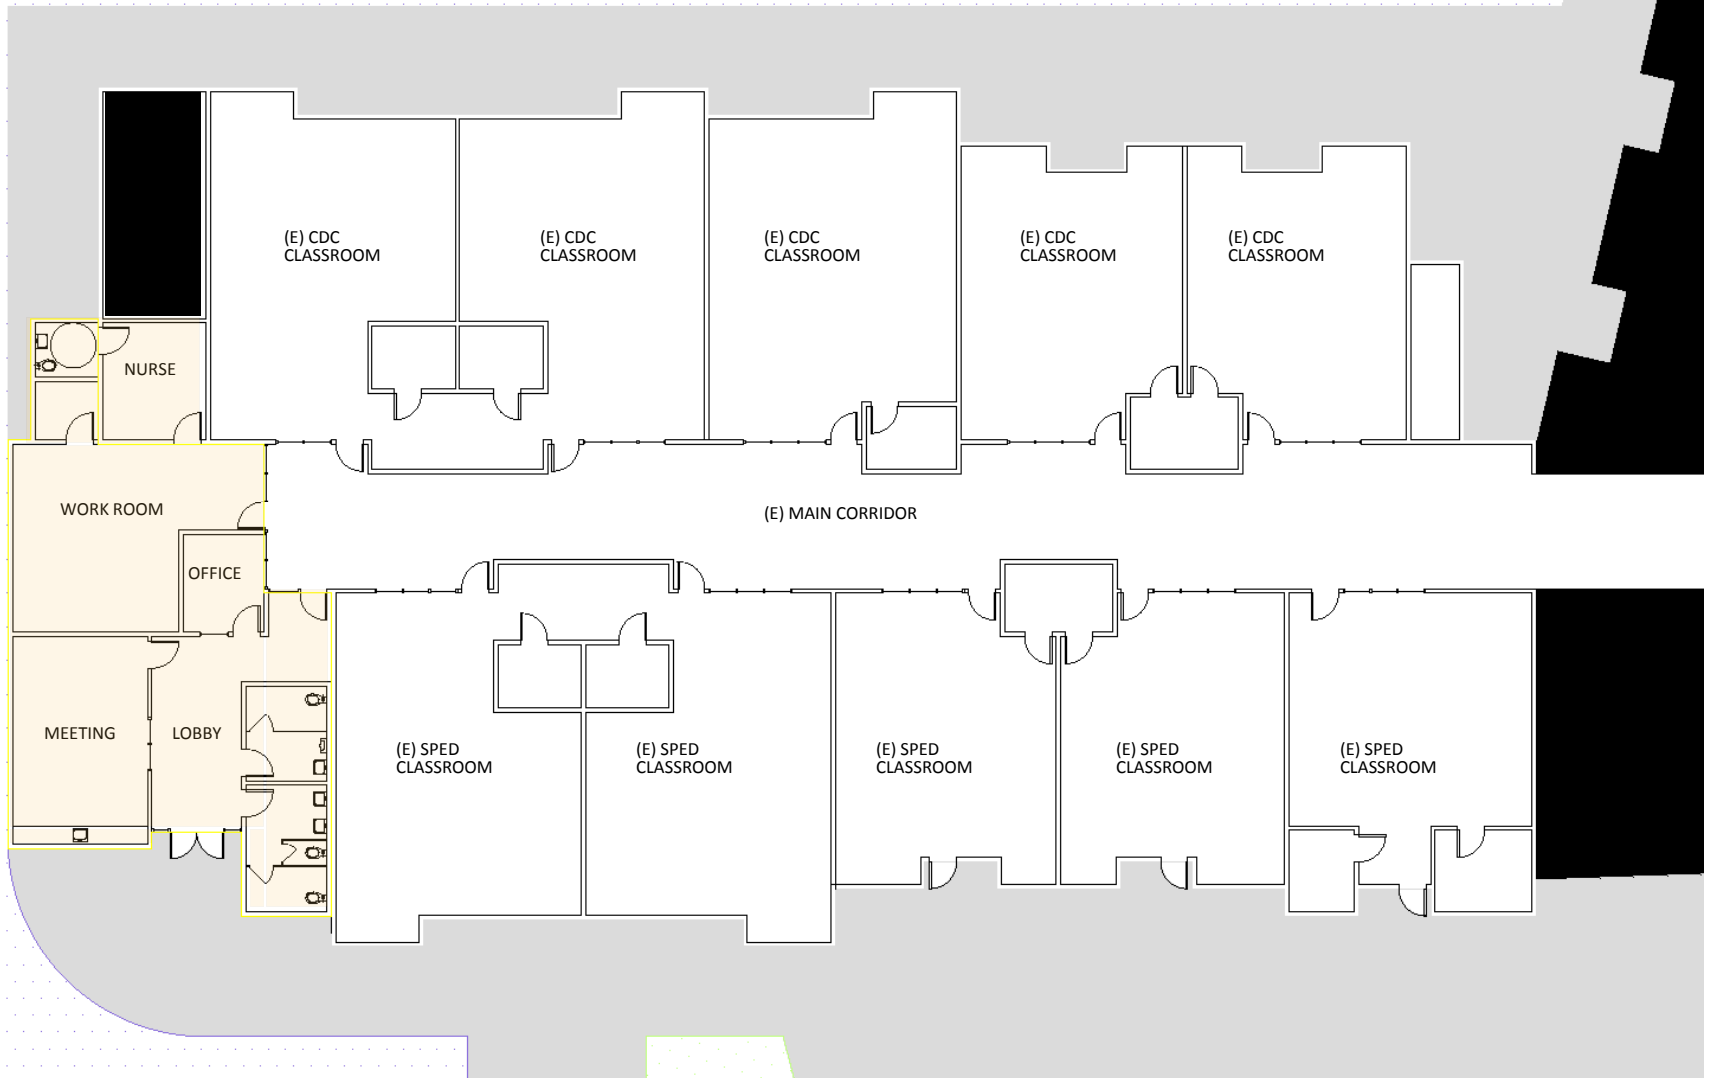 (E) CDC
CLASSROOM
(E) CDC
CLASSROOM
(E) CDC
CLASSROOM
(E) CDC
CLASSROOM
(E) CDC
CLASSROOM
NURSE
WORK ROOM
(E) MAIN CORRIDOR
OFFICE
MEETING
LOBBY
(E) SPED
CLASSROOM
(E) SPED
CLASSROOM
(E) SPED
CLASSROOM
(E) SPED
CLASSROOM
(E) SPED
CLASSROOM